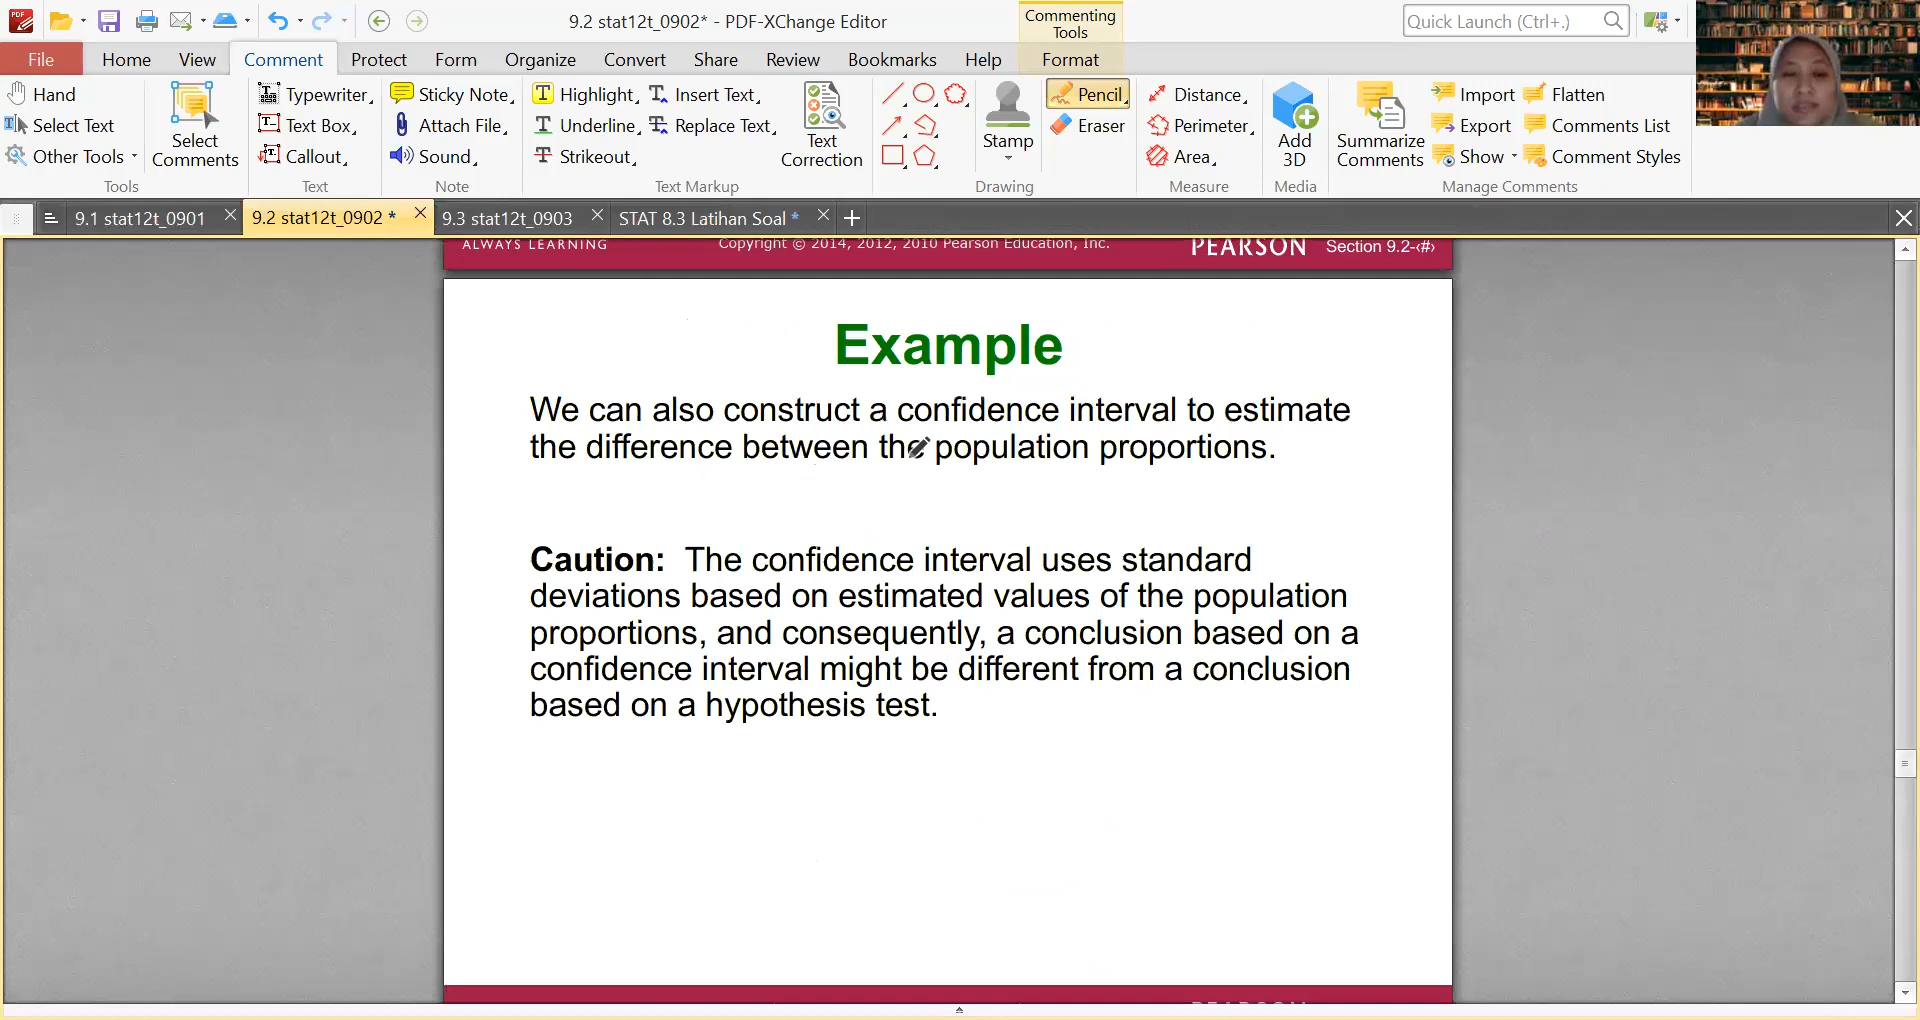 9.2 stat12t_0902* - PDF-XChange Editor
Commenting Tools
Quick Launch (Ctrl+.)
File Home View Comment Protect Form Organize Convert Share Review Bookmarks Help Format
Hand
Select Text
Other Tools
Select Comments
Tools
Typewriter
Text Box
Callout
Text
Sticky Note
Attach File
Sound
Note
Highlight
Underline
Strikeout
Insert Text
Replace Text
Text Correction
Text Markup
Stamp
Drawing
Pencil
Eraser
Distance
Perimeter
Area
Measure
Add 3D
Media
Summarize Comments
Import
Export
Show
Flatten
Comments List
Comment Styles
Manage Comments
9.1 stat12t_0901
9.2 stat12t_0902 *
9.3 stat12t_0903
STAT 8.3 Latihan Soal *
ALWAYS LEARNING Copyright © 2014, 2012, 2010 Pearson Education, Inc. PEARSON Section 9.2-‹#›
Example
We can also construct a confidence interval to estimate
the difference between the population proportions.
Caution: The confidence interval uses standard
deviations based on estimated values of the population
proportions, and consequently, a conclusion based on a
confidence interval might be different from a conclusion
based on a hypothesis test.